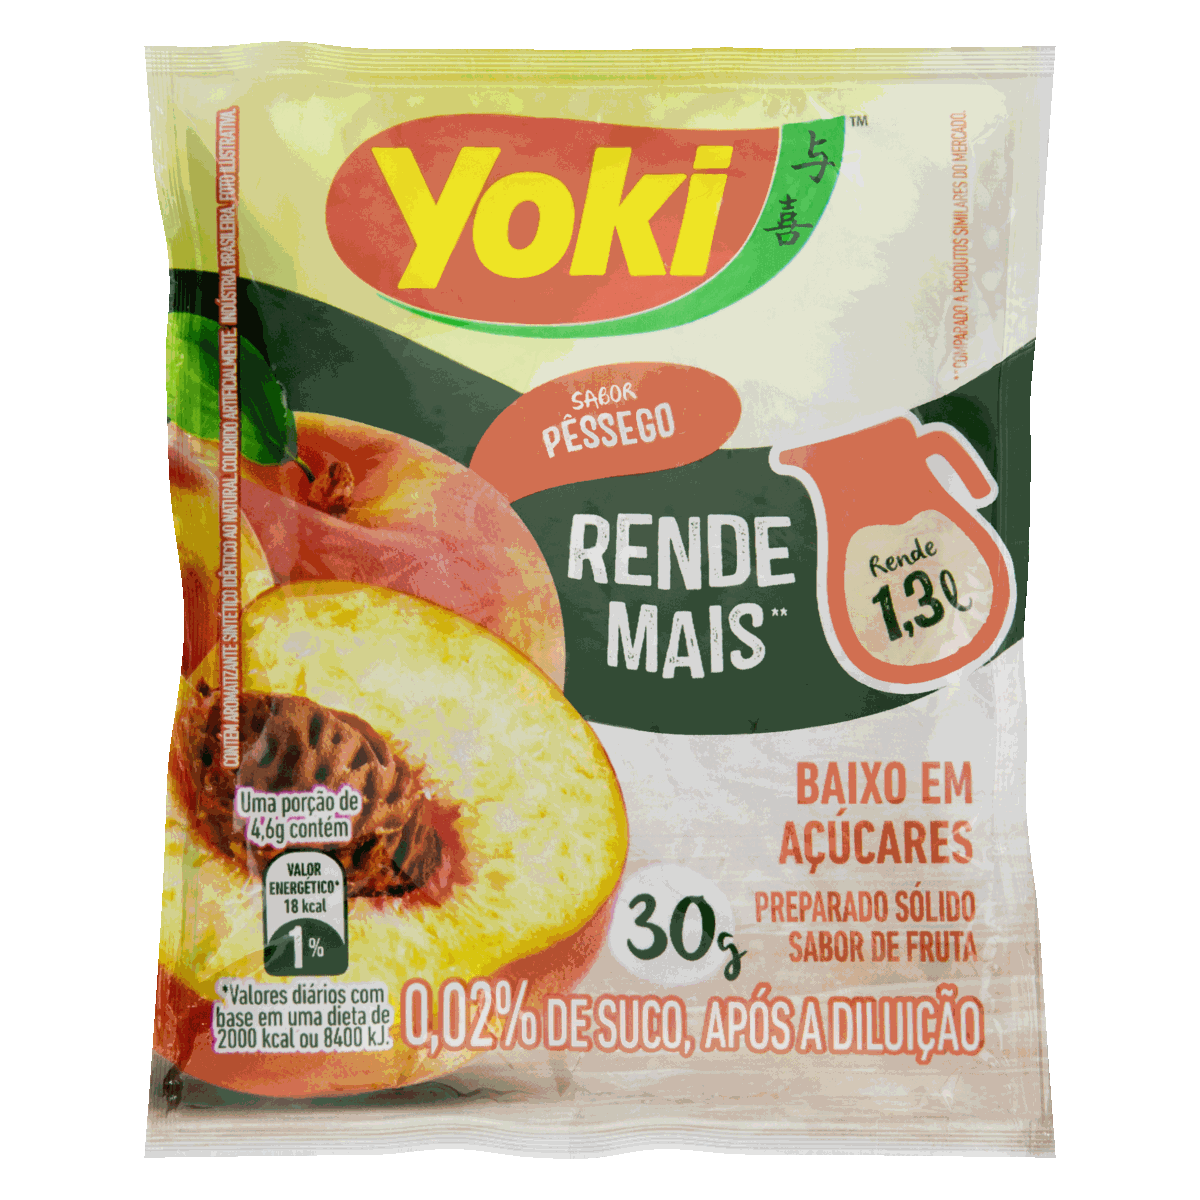 Yoki
TM
与
喜
CONTÉM AROMATIZANTE SINTÉTICO IDÊNTICO AO NATURAL. COLORIDO ARTIFICIALMENTE. INDÚSTRIA BRASILEIRA. FOTO ILUSTRATIVA.
**COMPARADO A PRODUTOS SIMILARES DO MERCADO.
SABOR
PÊSSEGO
RENDE
MAIS**
Rende
1,3l
BAIXO EM
AÇÚCARES
Uma porção de
4,6g contém
VALOR
ENERGÉTICO*
18 kcal
1%
30g
PREPARADO SÓLIDO
SABOR DE FRUTA
*Valores diários com
base em uma dieta de
2000 kcal ou 8400 kJ.
0,02% DE SUCO, APÓS A DILUIÇÃO